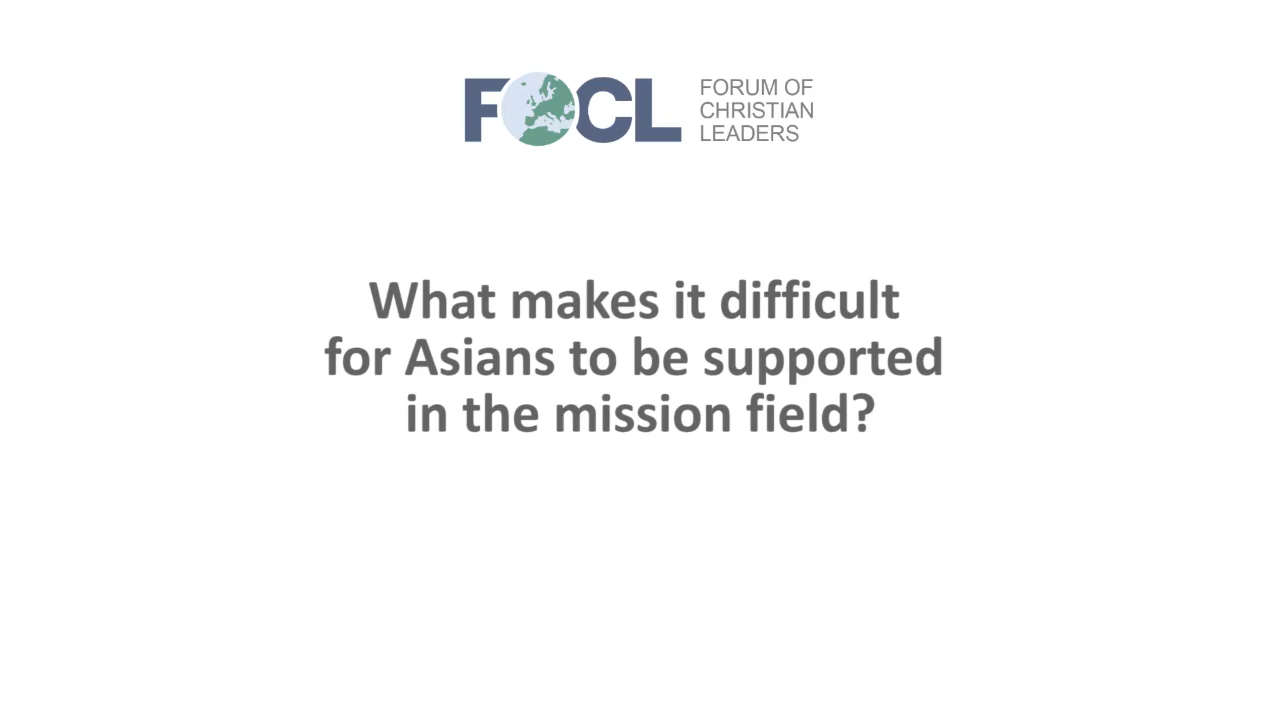 FOCL
FORUM OF
CHRISTIAN
LEADERS
What makes it difficult
for Asians to be supported
in the mission field?